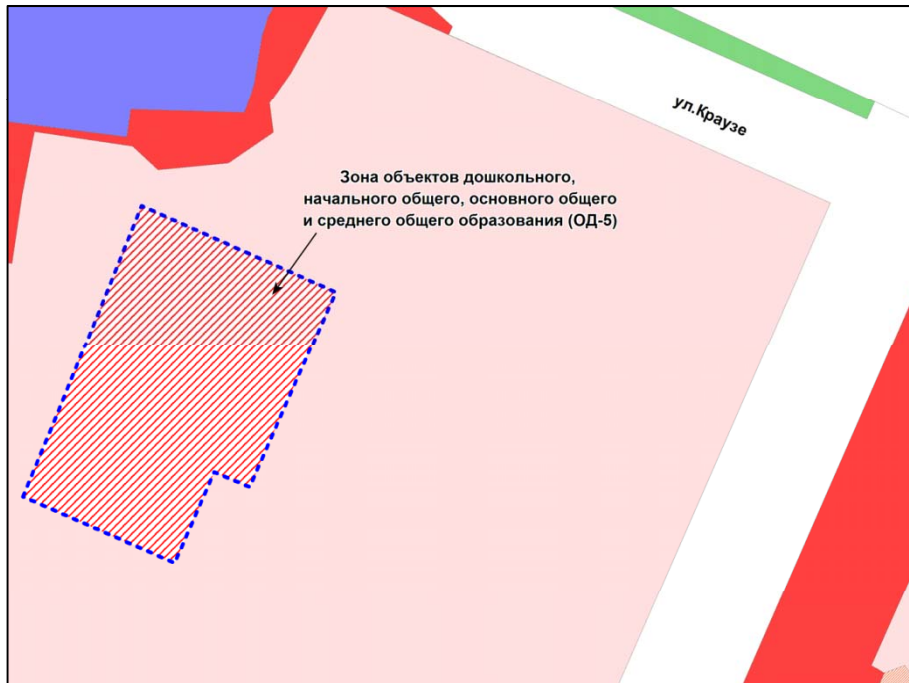 ул.Краузе
Зона объектов дошкольного,
начального общего, основного общего
и среднего общего образования (ОД-5)